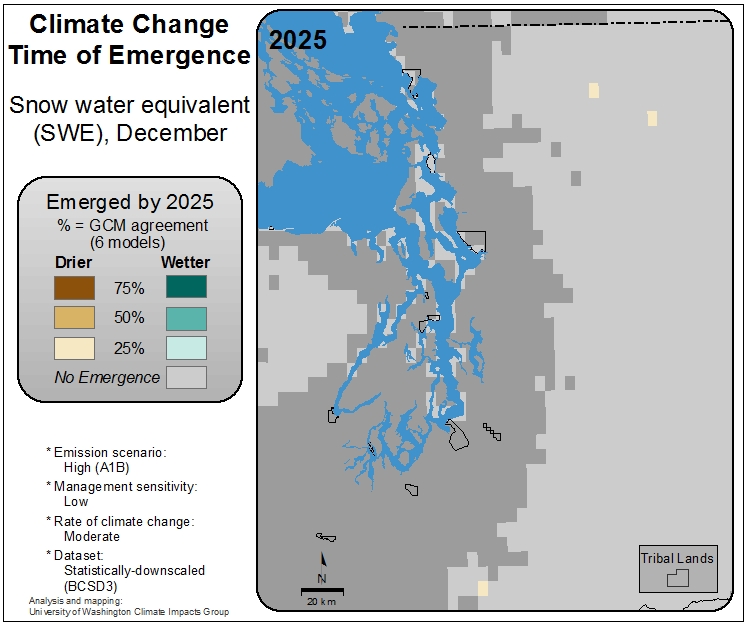 Climate Change
Time of Emergence
Snow water equivalent
(SWE), December
Emerged by 2025
% = GCM agreement
(6 models)
Drier Wetter
75%
50%
25%
No Emergence
* Emission scenario:
High (A1B)
* Management sensitivity:
Low
* Rate of climate change:
Moderate
* Dataset:
Statistically-downscaled
(BCSD3)
Analysis and mapping:
University of Washington Climate Impacts Group
2025
N
20 km
Tribal Lands